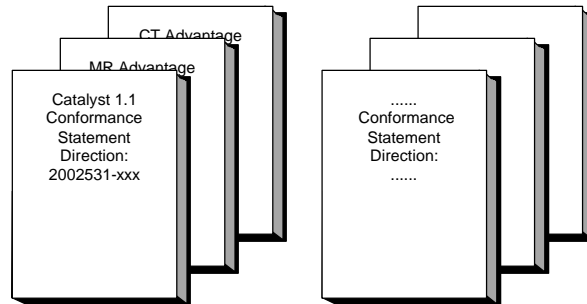 CT Advantage
MR Advantage
Catalyst 1.1
Conformance
Statement
Direction:
2002531-xxx
......
Conformance
Statement
Direction:
......